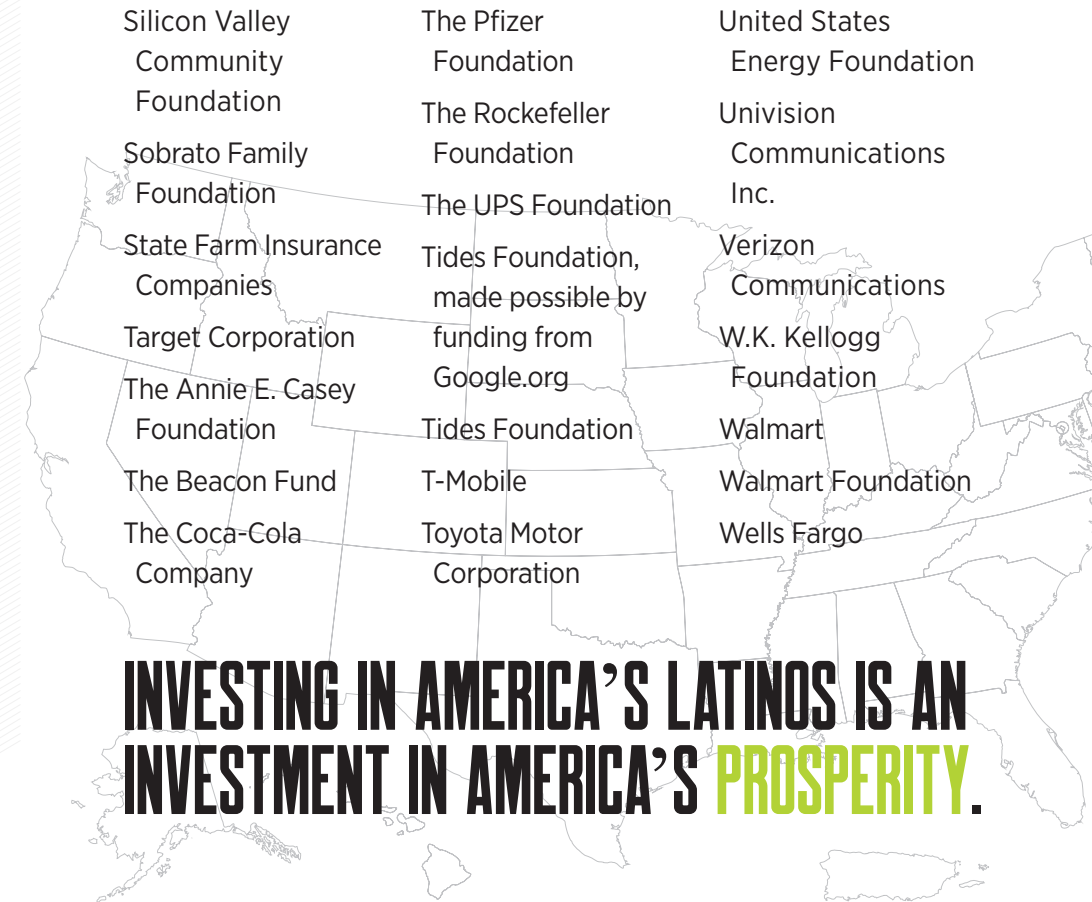 Silicon Valley
Community
Foundation
Sobrato Family
Foundation
State Farm Insurance
Companies
Target Corporation
The Annie E. Casey
Foundation
The Beacon Fund
The Coca-Cola
Company
The Pfizer
Foundation
The Rockefeller
Foundation
The UPS Foundation
Tides Foundation,
made possible by
funding from
Google.org
Tides Foundation
T-Mobile
Toyota Motor
Corporation
United States
Energy Foundation
Univision
Communications
Inc.
Verizon
Communications
W.K. Kellogg
Foundation
Walmart
Walmart Foundation
Wells Fargo
INVESTING IN AMERICA’S LATINOS IS AN
INVESTMENT IN AMERICA’S PROSPERITY.